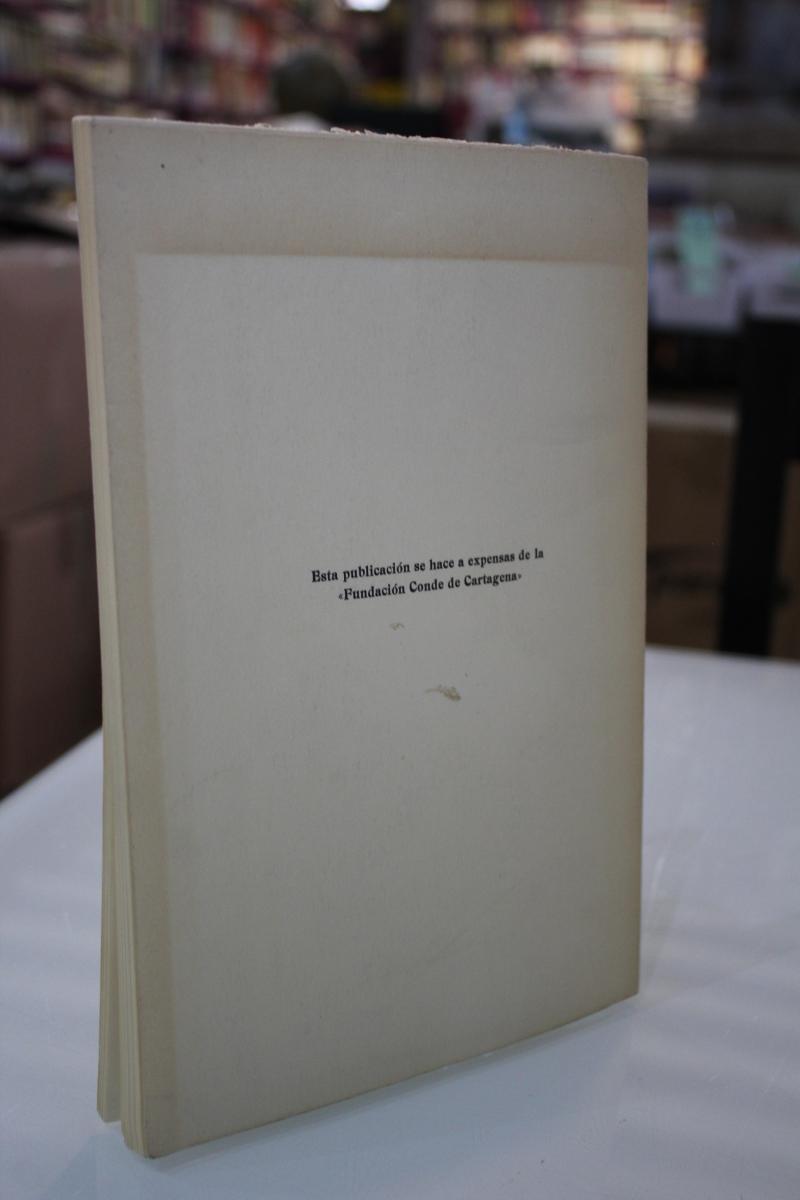 Esta publicación se hace a expensas de la
«Fundación Conde de Cartagena»